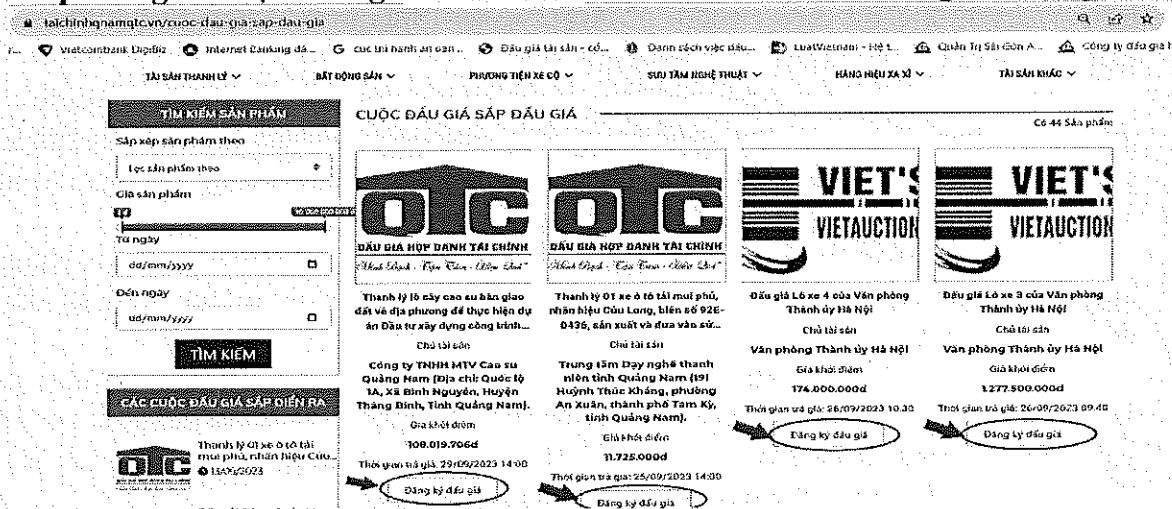 taichinhqnamqtc.vn/cuoc-dau-gia-sap-dau-gia
Vietcombank DigiBiz
Internet Banking dà...
Đấu giá tài sản - cổ...
Danh sách việc đấu...
LuatVietnam - Hệ t...
Quản Trị Sài Gòn A...
Công ty đấu giá
TÀI SẢN THANH LÝ
BẤT ĐỘNG SẢN
PHƯƠNG TIỆN XE CỘ
SƯU TẦM NGHỆ THUẬT
HÀNG HIỆU XA XỈ
TÀI SẢN KHÁC
TÌM KIẾM SẢN PHẨM
Sắp xếp sản phẩm theo
Lọc sản phẩm theo
Giá sản phẩm
Từ ngày
dd/mm/yyyy
Đến ngày
dd/mm/yyyy
TÌM KIẾM
CÁC CUỘC ĐẤU GIÁ SẮP DIỄN RA
Thanh lý 01 xe ô tô tải
mui phủ, nhãn hiệu Cửu...
CUỘC ĐẤU GIÁ SẮP ĐẤU GIÁ
Có 44 Sản phẩm
QTC
ĐẤU GIÁ HỢP DANH TÀI CHÍNH
Thanh lý lô cây cao su bàn giao
đất về địa phương để thực hiện dự
án Đầu tư xây dựng công trình...
Chủ tài sản
Công ty TNHH MTV Cao su
Quảng Nam (Địa chỉ: Quốc lộ
1A, Xã Bình Nguyên, Huyện
Thăng Bình, Tỉnh Quảng Nam).
Giá khởi điểm
108.019.706đ
Thời gian trả giá: 29/09/2023 14:00
Đăng ký đấu giá
QTC
ĐẤU GIÁ HỢP DANH TÀI CHÍNH
Thanh lý 01 xe ô tô tải mui phủ,
nhãn hiệu Cửu Long, biển số 92E-
0436, sản xuất và đưa vào sử...
Chủ tài sản
Trung tâm Dạy nghề thanh
niên tỉnh Quảng Nam (191
Huỳnh Thúc Kháng, phường
An Xuân, thành phố Tam Kỳ,
tỉnh Quảng Nam).
Giá khởi điểm
11.725.000đ
Thời gian trả giá: 25/09/2023 14:00
Đăng ký đấu giá
VIET'S
VIETAUCTION
Đấu giá Lô xe 4 của Văn phòng
Thành ủy Hà Nội
Chủ tài sản
Văn phòng Thành ủy Hà Nội
Giá khởi điểm
174.000.000đ
Thời gian trả giá: 26/09/2023 10:30
Đăng ký đấu giá
VIET'S
VIETAUCTION
Đấu giá Lô xe 3 của Văn phòng
Thành ủy Hà Nội
Chủ tài sản
Văn phòng Thành ủy Hà Nội
Giá khởi điểm
1.277.500.000đ
Thời gian trả giá: 26/09/2023 09:40
Đăng ký đấu giá